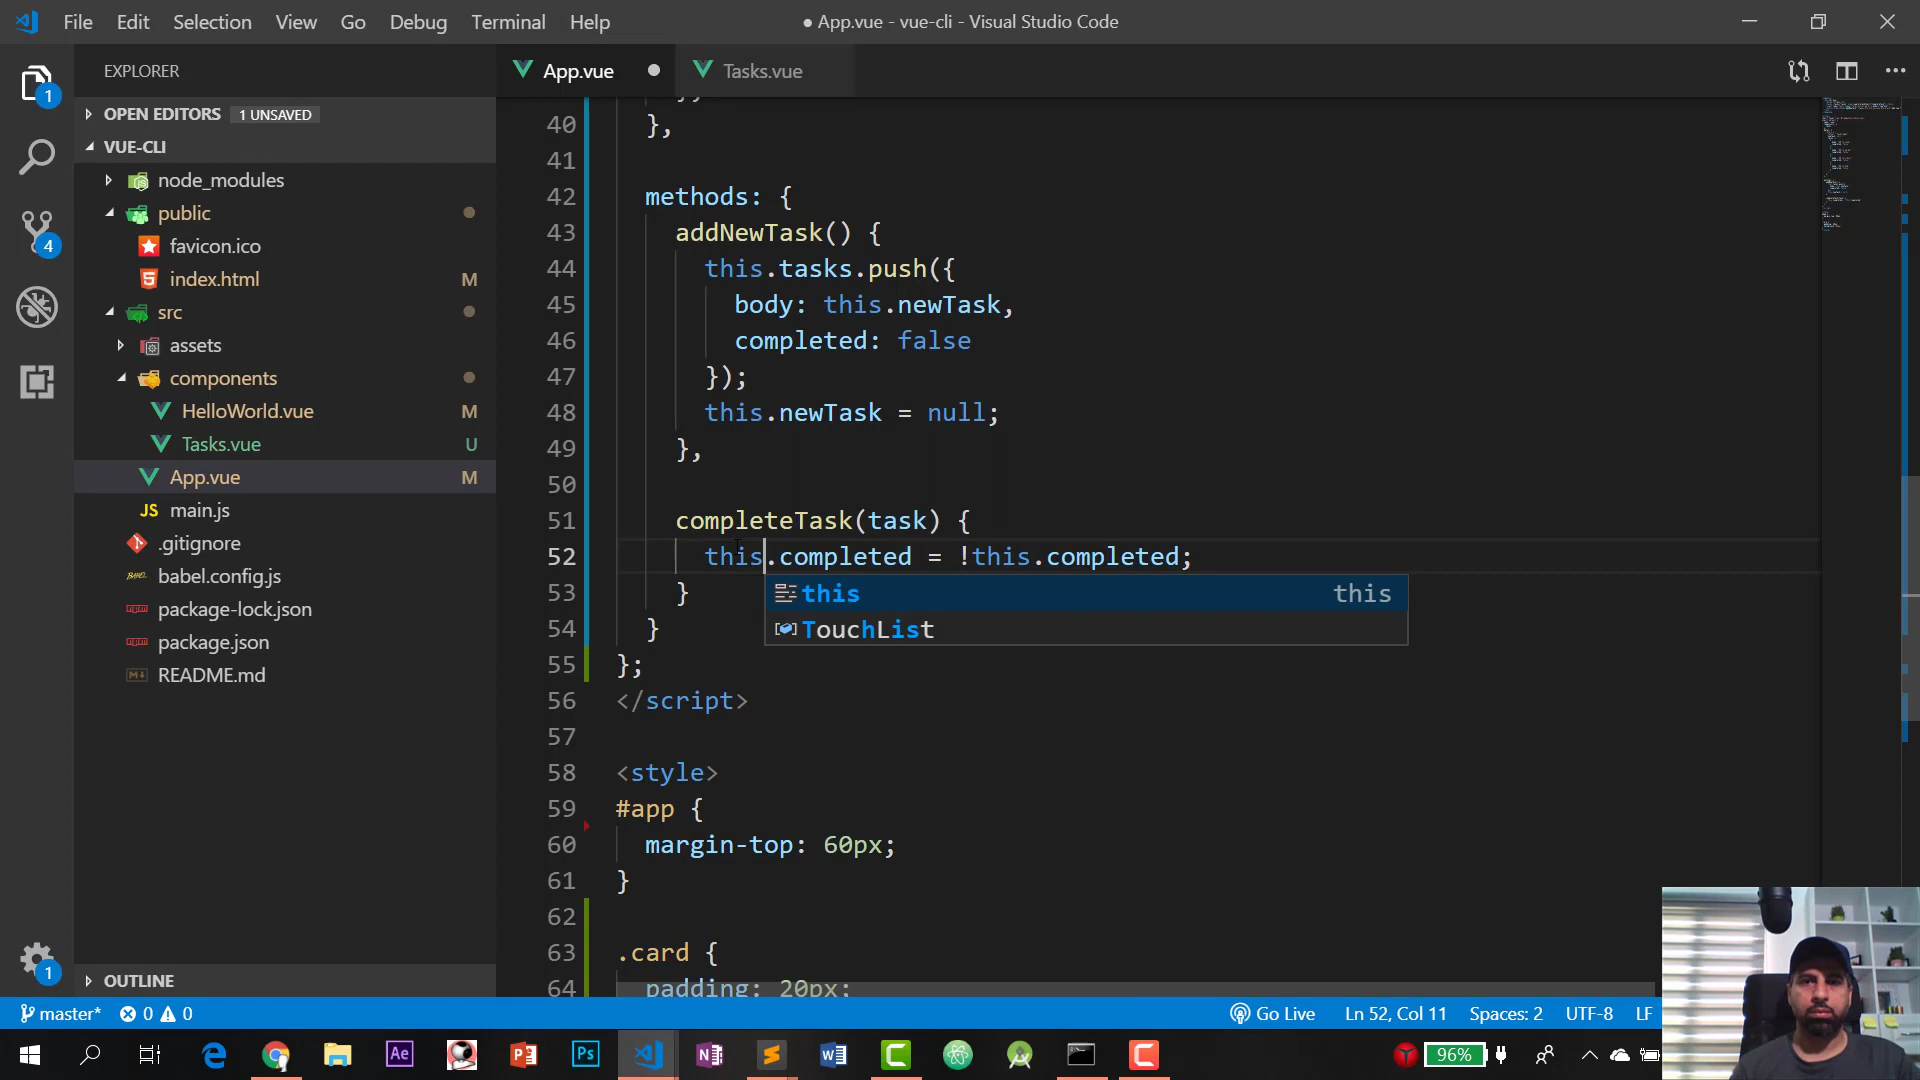 File Edit Selection View Go Debug Terminal Help
● App.vue - vue-cli - Visual Studio Code
EXPLORER
OPEN EDITORS 1 UNSAVED
VUE-CLI
node_modules
public
favicon.ico
index.html M
src
assets
components
HelloWorld.vue M
Tasks.vue U
App.vue M
main.js
.gitignore
babel.config.js
package-lock.json
package.json
README.md
OUTLINE
1
4
1
App.vue
Tasks.vue
40 },
41
42 methods: {
43 addNewTask() {
44 this.tasks.push({
45 body: this.newTask,
46 completed: false
47 });
48 this.newTask = null;
49 },
50
51 completeTask(task) {
52 this.completed = !this.completed;
53 }
this this
TouchList
54 }
55 };
56 </script>
57
58 <style>
59 #app {
60 margin-top: 60px;
61 }
62
63 .card {
64 padding: 20px;
master* 0 0 Go Live Ln 52, Col 11 Spaces: 2 UTF-8 LF
Ae Ps 96%